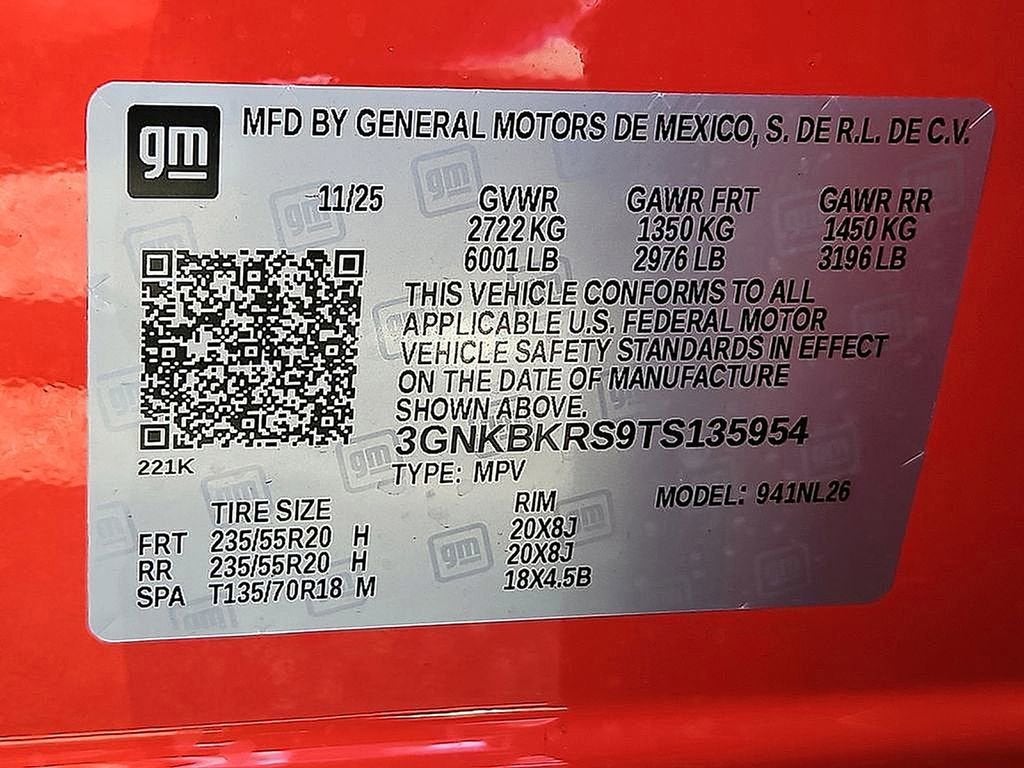 gm
MFD BY GENERAL MOTORS DE MEXICO, S. DE R.L. DE C.V.
11/25 GVWR GAWR FRT GAWR RR
2722 KG 1350 KG 1450 KG
6001 LB 2976 LB 3196 LB
THIS VEHICLE CONFORMS TO ALL
APPLICABLE U.S. FEDERAL MOTOR
VEHICLE SAFETY STANDARDS IN EFFECT
ON THE DATE OF MANUFACTURE
SHOWN ABOVE.
3GNKBKRS9TS135954
221K
TYPE: MPV MODEL: 941NL26
TIRE SIZE RIM
FRT 235/55R20 H 20X8J
RR 235/55R20 H 20X8J
SPA T135/70R18 M 18X4.5B